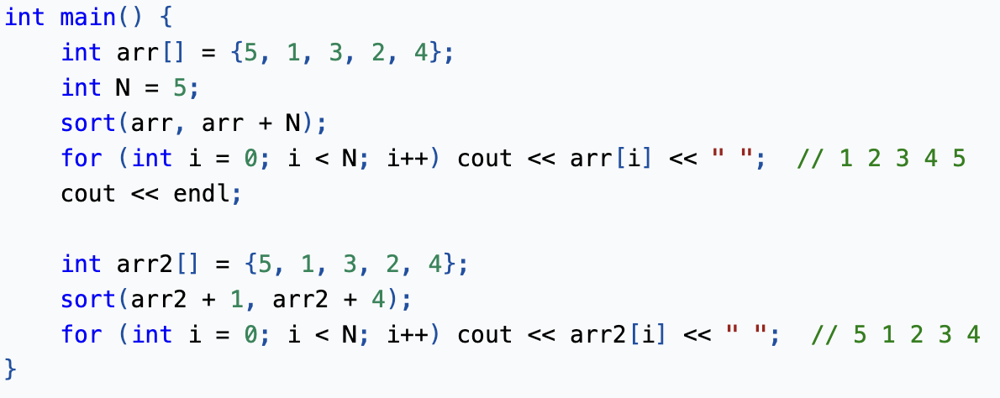 int main() {
    int arr[] = {5, 1, 3, 2, 4};
    int N = 5;
    sort(arr, arr + N);
    for (int i = 0; i < N; i++) cout << arr[i] << " ";  // 1 2 3 4 5
    cout << endl;

    int arr2[] = {5, 1, 3, 2, 4};
    sort(arr2 + 1, arr2 + 4);
    for (int i = 0; i < N; i++) cout << arr2[i] << " ";  // 5 1 2 3 4
}